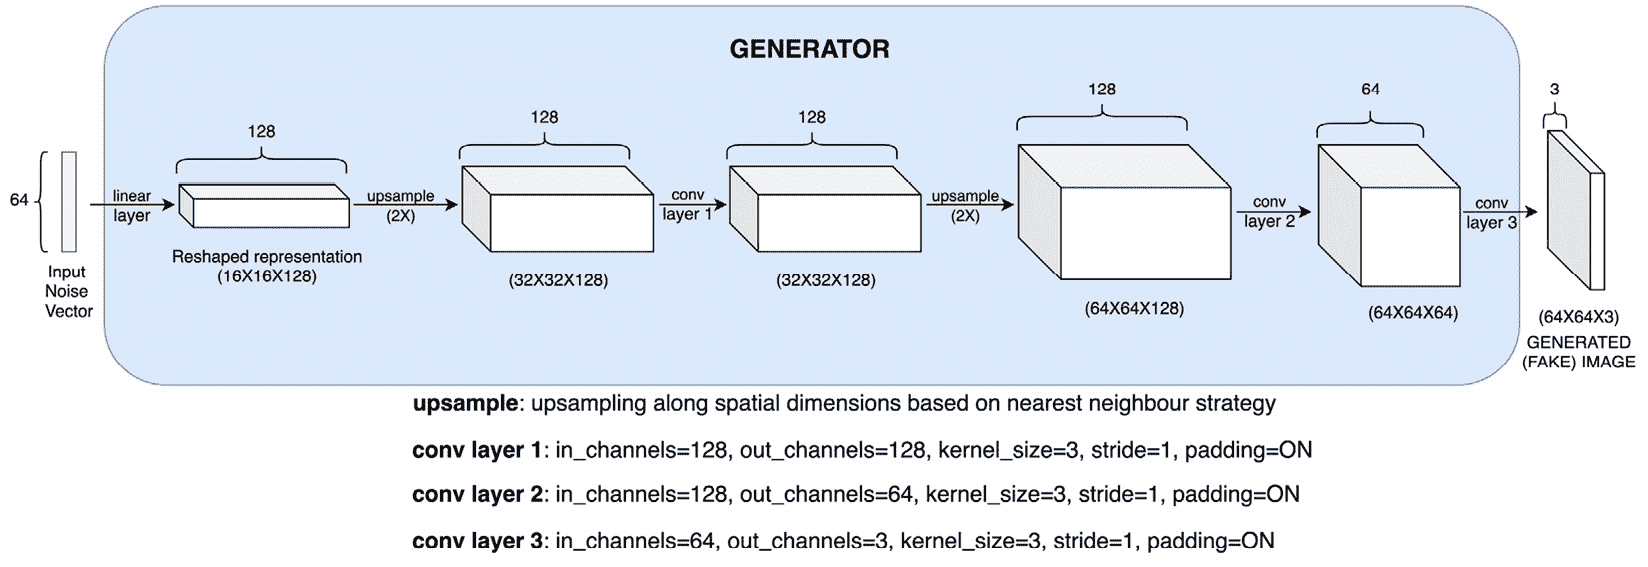 GENERATOR
64
Input
Noise
Vector
linear
layer
128
Reshaped representation
(16X16X128)
upsample
(2X)
128
(32X32X128)
conv
layer 1
128
(32X32X128)
upsample
(2X)
128
(64X64X128)
conv
layer 2
64
(64X64X64)
conv
layer 3
3
(64X64X3)
GENERATED
(FAKE) IMAGE
upsample: upsampling along spatial dimensions based on nearest neighbour strategy
conv layer 1: in_channels=128, out_channels=128, kernel_size=3, stride=1, padding=ON
conv layer 2: in_channels=128, out_channels=64, kernel_size=3, stride=1, padding=ON
conv layer 3: in_channels=64, out_channels=3, kernel_size=3, stride=1, padding=ON